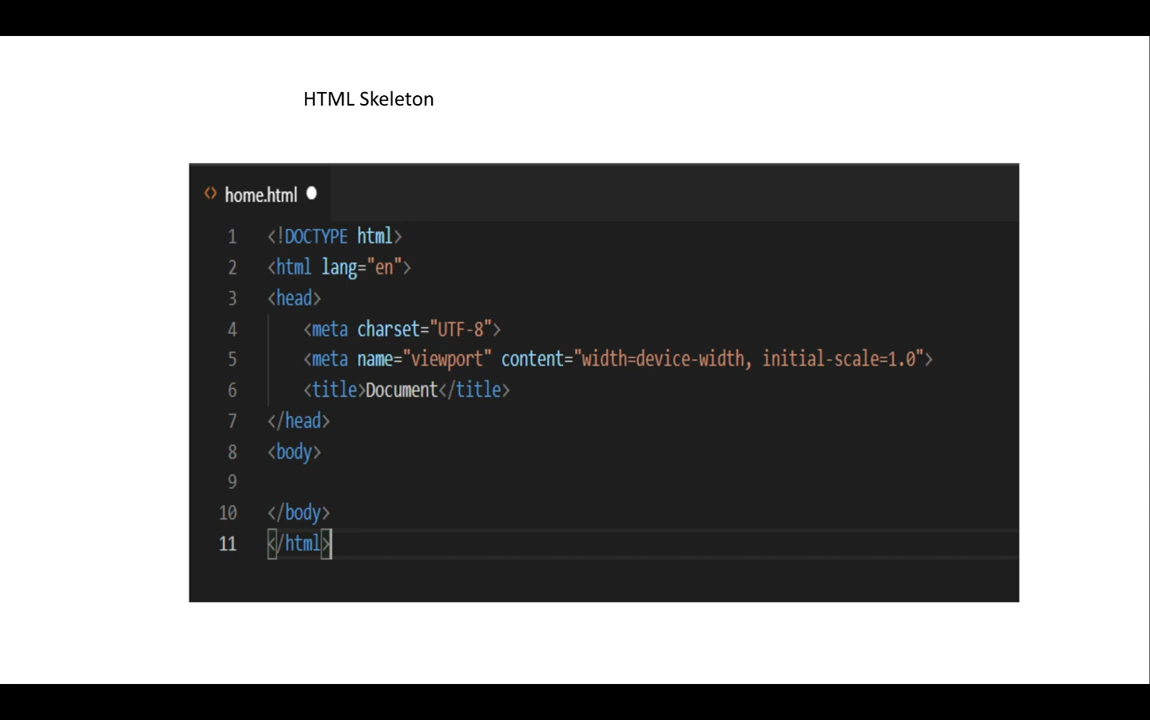 HTML Skeleton
home.html
1 <!DOCTYPE html>
2 <html lang="en">
3 <head>
4 <meta charset="UTF-8">
5 <meta name="viewport" content="width=device-width, initial-scale=1.0">
6 <title>Document</title>
7 </head>
8 <body>
9
10 </body>
11 </html>